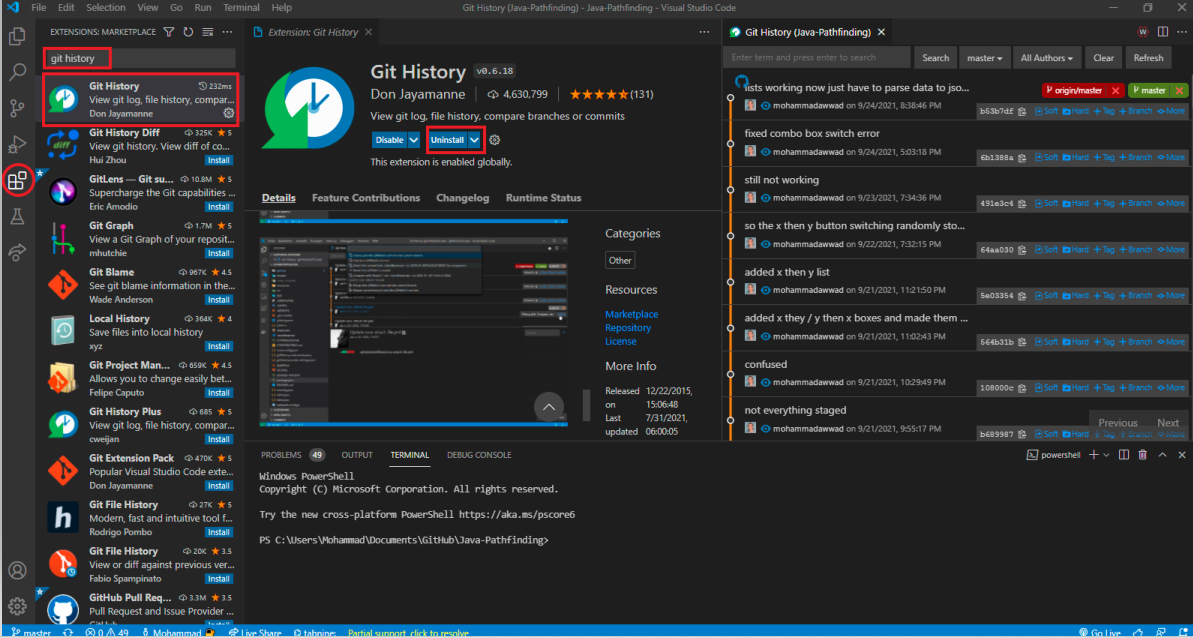 File Edit Selection View Go Run Terminal Help
Git History (Java-Pathfinding) - Java-Pathfinding - Visual Studio Code
EXTENSIONS: MARKETPLACE
git history
Git History 232ms
View git log, file history, compar...
Don Jayamanne
Git History Diff 325K 5
View git history. View diff of co...
Hui Zhou Install
GitLens — Git su... 10.8M 5
Supercharge the Git capabilities ...
Eric Amodio Install
Git Graph 1.7M 5
View a Git Graph of your reposit...
mhutchie Install
Git Blame 967K 4.5
See git blame information in the...
Wade Anderson Install
Local History 364K 4
Save files into local history
xyz Install
Git Project Man... 659K 4.5
Allows you to change easily bet...
Felipe Caputo Install
Git History Plus 685 5
View git log, file history, compar...
cweijan Install
Git Extension Pack 470K 5
Popular Visual Studio Code exte...
Don Jayamanne Install
Git File History 27K 5
Modern, fast and intuitive tool f...
Rodrigo Pombo Install
Git File History 20K 3.5
View or diff against previous ver...
Fabio Spampinato Install
GitHub Pull Req... 3.3M 3.5
Pull Request and Issue Provider ...
GitHub Install
Extension: Git History
Git History v0.6.18
Don Jayamanne 4,630,799 (131)
View git log, file history, compare branches or commits
Disable Uninstall
This extension is enabled globally.
Details Feature Contributions Changelog Runtime Status
Categories
Other
Resources
Marketplace
Repository
License
More Info
Released 12/22/2015,
on 15:06:48
Last 7/31/2021,
updated 06:00:05
Git History (Java-Pathfinding)
Enter term and press enter to search Search master All Authors Clear Refresh
lists working now just have to parse data to jso... origin/master master
mohammadawwad on 9/24/2021, 8:38:46 PM b53b7df Soft Hard +Tag +Branch More
fixed combo box switch error
mohammadawwad on 9/24/2021, 5:03:18 PM 6b1388a Soft Hard +Tag +Branch More
still not working
mohammadawwad on 9/23/2021, 7:34:36 PM 491e3c4 Soft Hard +Tag +Branch More
so the x then y button switching randomly sto...
mohammadawwad on 9/22/2021, 7:32:15 PM 64aa030 Soft Hard +Tag +Branch More
added x then y list
mohammadawwad on 9/21/2021, 11:21:50 PM 5e03354 Soft Hard +Tag +Branch More
added x they / y then x boxes and made them ...
mohammadawwad on 9/21/2021, 11:02:43 PM 564b31b Soft Hard +Tag +Branch More
confused
mohammadawwad on 9/21/2021, 10:29:49 PM 108000c Soft Hard +Tag +Branch More
not everything staged
mohammadawwad on 9/21/2021, 9:55:17 PM b689987 Soft Hard +Tag +Branch More
Previous Next
PROBLEMS 49 OUTPUT TERMINAL DEBUG CONSOLE
powershell
Windows PowerShell
Copyright (C) Microsoft Corporation. All rights reserved.
Try the new cross-platform PowerShell https://aka.ms/pscore6
PS C:\Users\Mohammad\Documents\GitHub\Java-Pathfinding>
master 0 49 Mohammad Live Share tabnine: Partial support, click to resolve Go Live